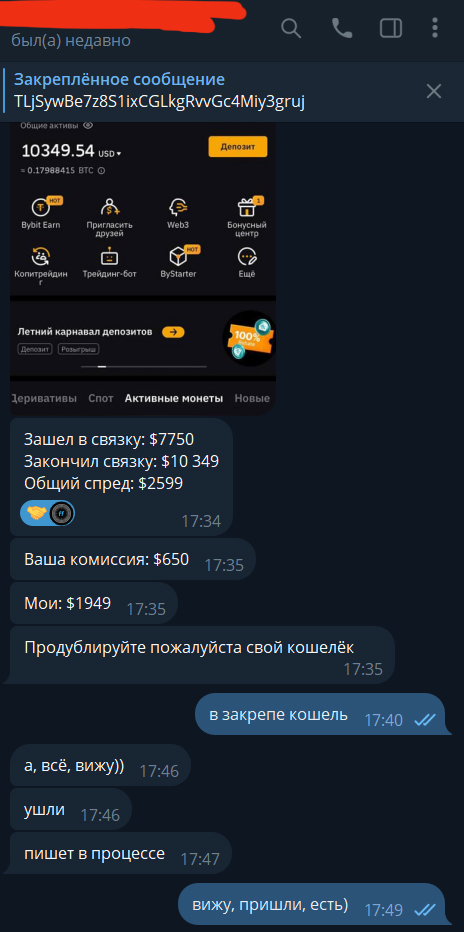 был(а) недавно
Закреплённое сообщение
TLjSywBe7z8S1ixCGLkgRvvGc4Miy3gruj
Общие активы
10349.54 USD
Депозит
≈ 0.17988415 BTC
HOT
1
Bybit Earn
Пригласить
друзей
Web3
Бонусный
центр
HOT
Копитрейдин
г
Трейдинг-бот
ByStarter
Ещё
Летний карнавал депозитов
Депозит
Розыгрыш
100%
Деривативы
Спот
Активные монеты
Новые
Зашел в связку: $7750
Закончил связку: $10 349
Общий спред: $2599
17:34
Ваша комиссия: $650 17:35
Мои: $1949 17:35
Продублируйте пожалуйста свой кошелёк
17:35
в закрепе кошель 17:40
а, всё, вижу)) 17:46
ушли 17:46
пишет в процессе 17:47
вижу, пришли, есть) 17:49